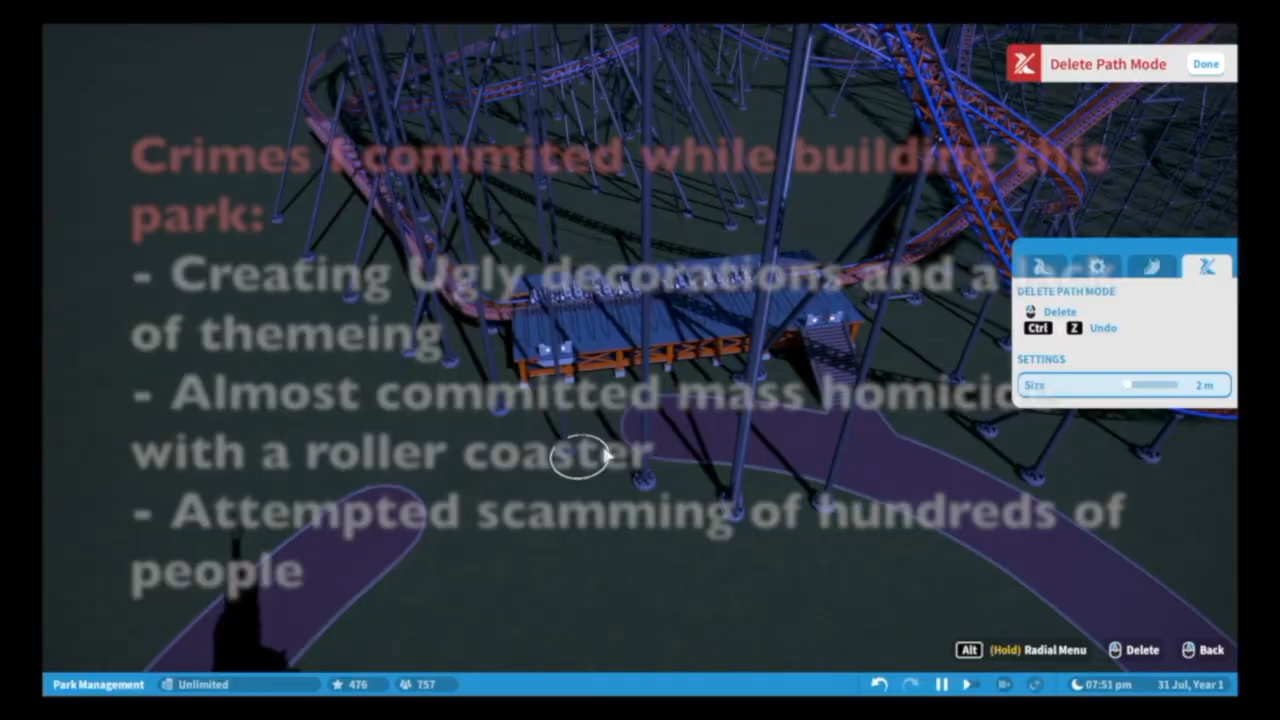 Delete Path Mode Done
Crimes I commited while building this
park:
- Creating Ugly decorations and a lack
of themeing
- Almost committed mass homicide
with a roller coaster
- Attempted scamming of hundreds of
people
DELETE PATH MODE
Delete
Ctrl Z Undo
SETTINGS
Size 2 m
Alt (Hold) Radial Menu Delete Back
Park Management Unlimited 476 757 07:51 pm 31 Jul, Year 1